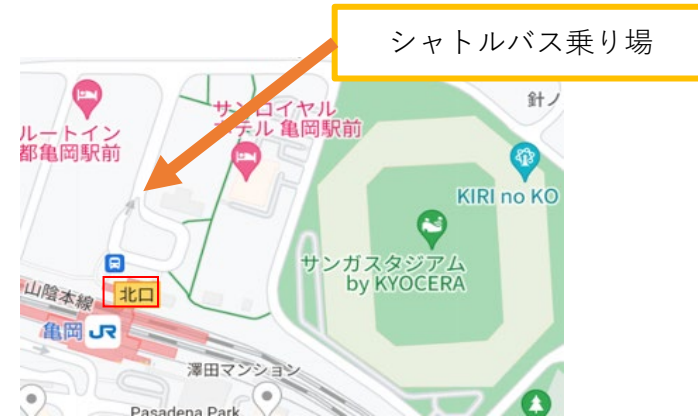 シャトルバス乗り場
針ノ
ルートイン
都亀岡駅前
サンロイヤル
ホテル 亀岡駅前
KIRI no KO
サンガスタジアム
by KYOCERA
山陰本線
北口
亀岡 JR
澤田マンション
Pasadena Park